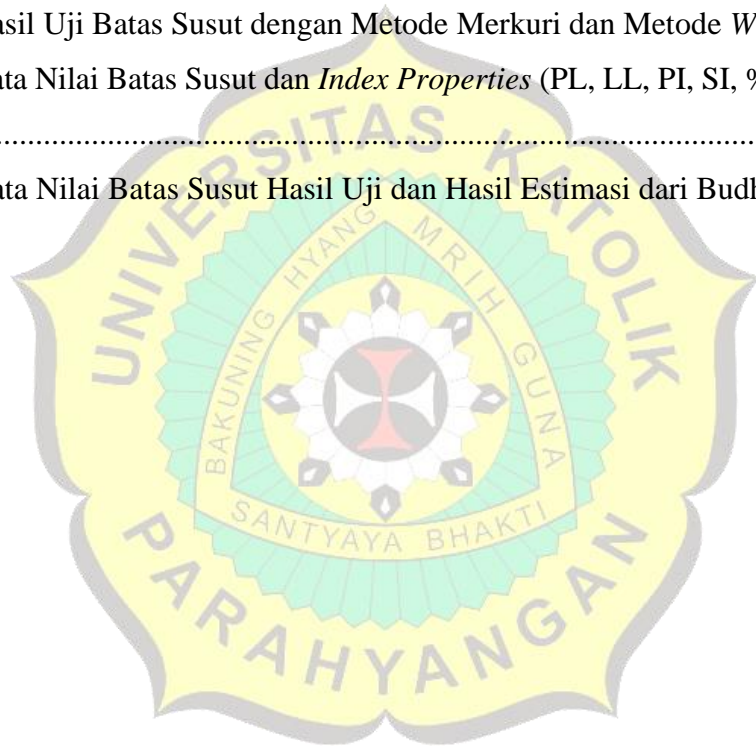 asil Uji Batas Susut dengan Metode Merkuri dan Metode W
ata Nilai Batas Susut dan Index Properties (PL, LL, PI, SI, %
....................................................................................................
ata Nilai Batas Susut Hasil Uji dan Hasil Estimasi dari Budh
UNIVERSITAS KATOLIK
PARAHYANGAN
BAKUNING HYANG MRIH GUNA
SANTYAYA BHAKTI